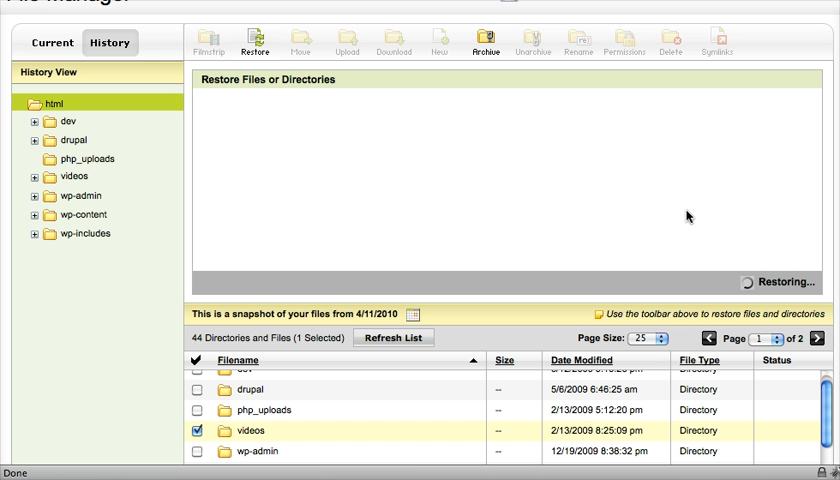 Current History
Filmstrip Restore Move Upload Download New Archive Unarchive Rename Permissions Delete Symlinks
History View
Restore Files or Directories
html
dev
drupal
php_uploads
videos
wp-admin
wp-content
wp-includes
Restoring...
This is a snapshot of your files from 4/11/2010
Use the toolbar above to restore files and directories
44 Directories and Files (1 Selected) Refresh List Page Size: 25 Page 1 of 2
Filename Size Date Modified File Type Status
drupal -- 5/6/2009 6:46:25 am Directory
php_uploads -- 2/13/2009 5:12:20 pm Directory
videos -- 2/13/2009 8:25:09 pm Directory
wp-admin -- 12/19/2009 8:38:32 pm Directory
Done